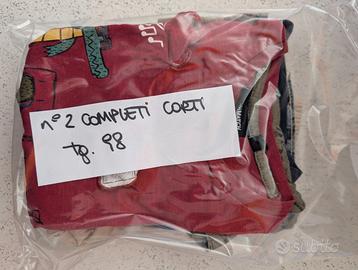 n° 2 COMPLETI CORTI
tg. 98
subito